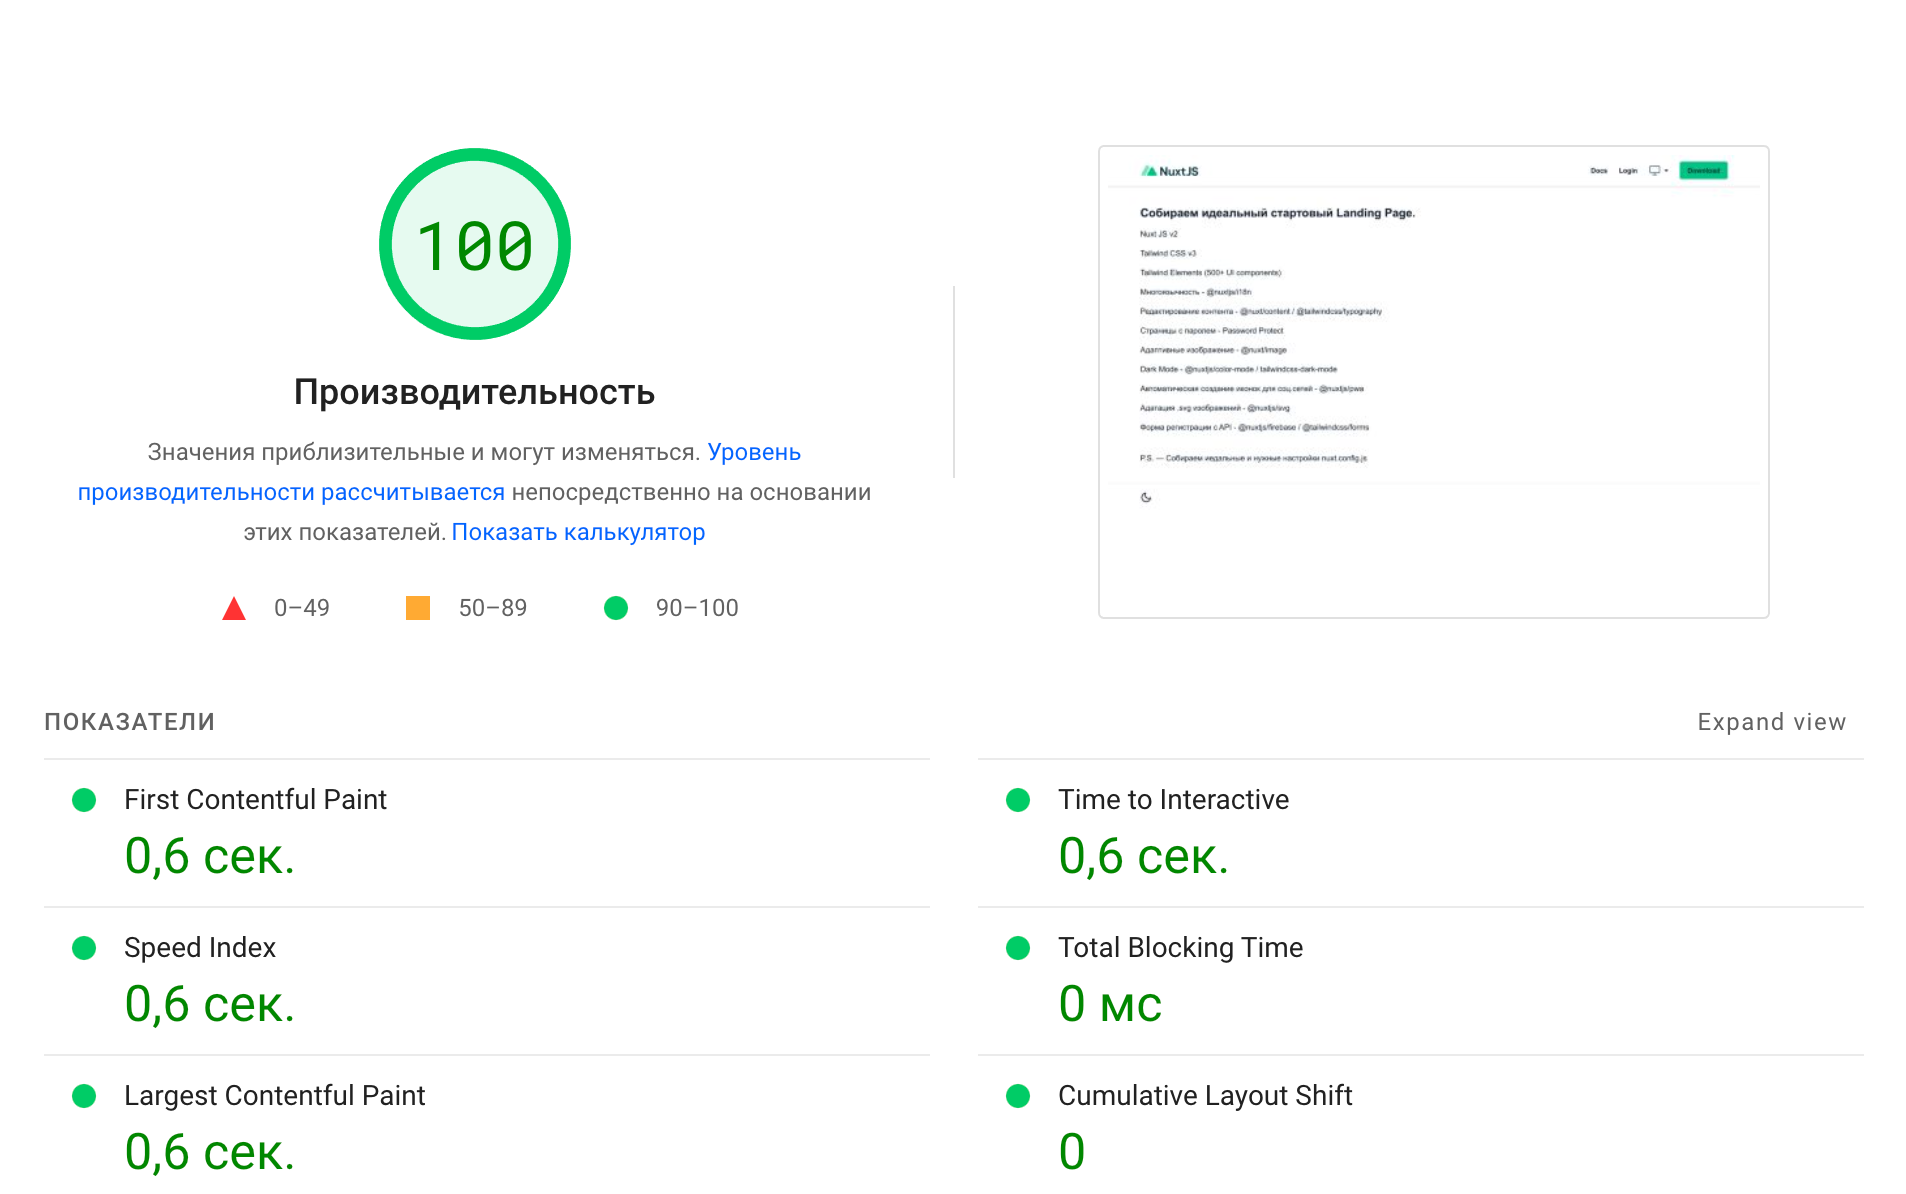 100
Производительность
Значения приблизительные и могут изменяться. Уровень
производительности рассчитывается непосредственно на основании
этих показателей. Показать калькулятор
0–49
50–89
90–100
NuxtJS
Docs
Login
Download
Собираем идеальный стартовый Landing Page.
Nuxt JS v2
Tailwind CSS v3
Tailwind Elements (500+ UI components)
Многоязычность - @nuxtjs/i18n
Редактирование контента - @nuxt/content / @tailwindcss/typography
Страницы с паролем - Password Protect
Адаптивные изображение - @nuxt/image
Dark Mode - @nuxtjs/color-mode / tailwindcss-dark-mode
Автоматическая создание иконок для соц.сетей - @nuxtjs/pwa
Адатация .svg изображений - @nuxtjs/svg
Форма регистрации с API - @nuxtjs/firebase / @tailwindcss/forms
P.S. — Собираем идеальные и нужные настройки nuxt.config.js
ПОКАЗАТЕЛИ
Expand view
First Contentful Paint
0,6 сек.
Time to Interactive
0,6 сек.
Speed Index
0,6 сек.
Total Blocking Time
0 мс
Largest Contentful Paint
0,6 сек.
Cumulative Layout Shift
0